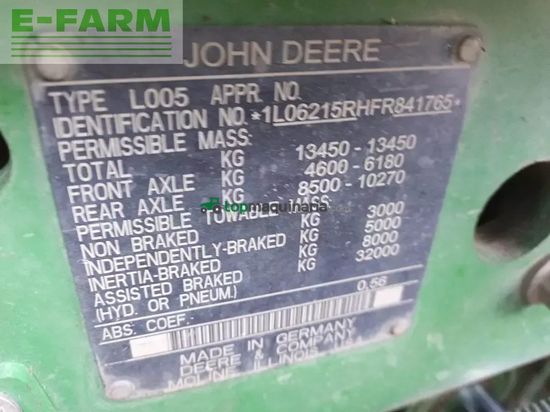 E-FARM
JOHN DEERE
TYPE L005 APPR. NO.
IDENTIFICATION NO.*1L06215RHFR841765*
PERMISSIBLE MASS:
TOTAL KG 13450 - 13450
FRONT AXLE KG 4600 - 6180
REAR AXLE KG 8500 - 10270
PERMISSIBLE TOWABLE MASS:
topmaquinaria
NON BRAKED KG 3000
INDEPENDENTLY-BRAKED KG 5000
INERTIA-BRAKED KG 8000
ASSISTED BRAKED KG 32000
(HYD. OR PNEUM.)
ABS. COEF.: 0,56
MADE IN GERMANY
DEERE & COMPANY
MOLINE ILLINOIS